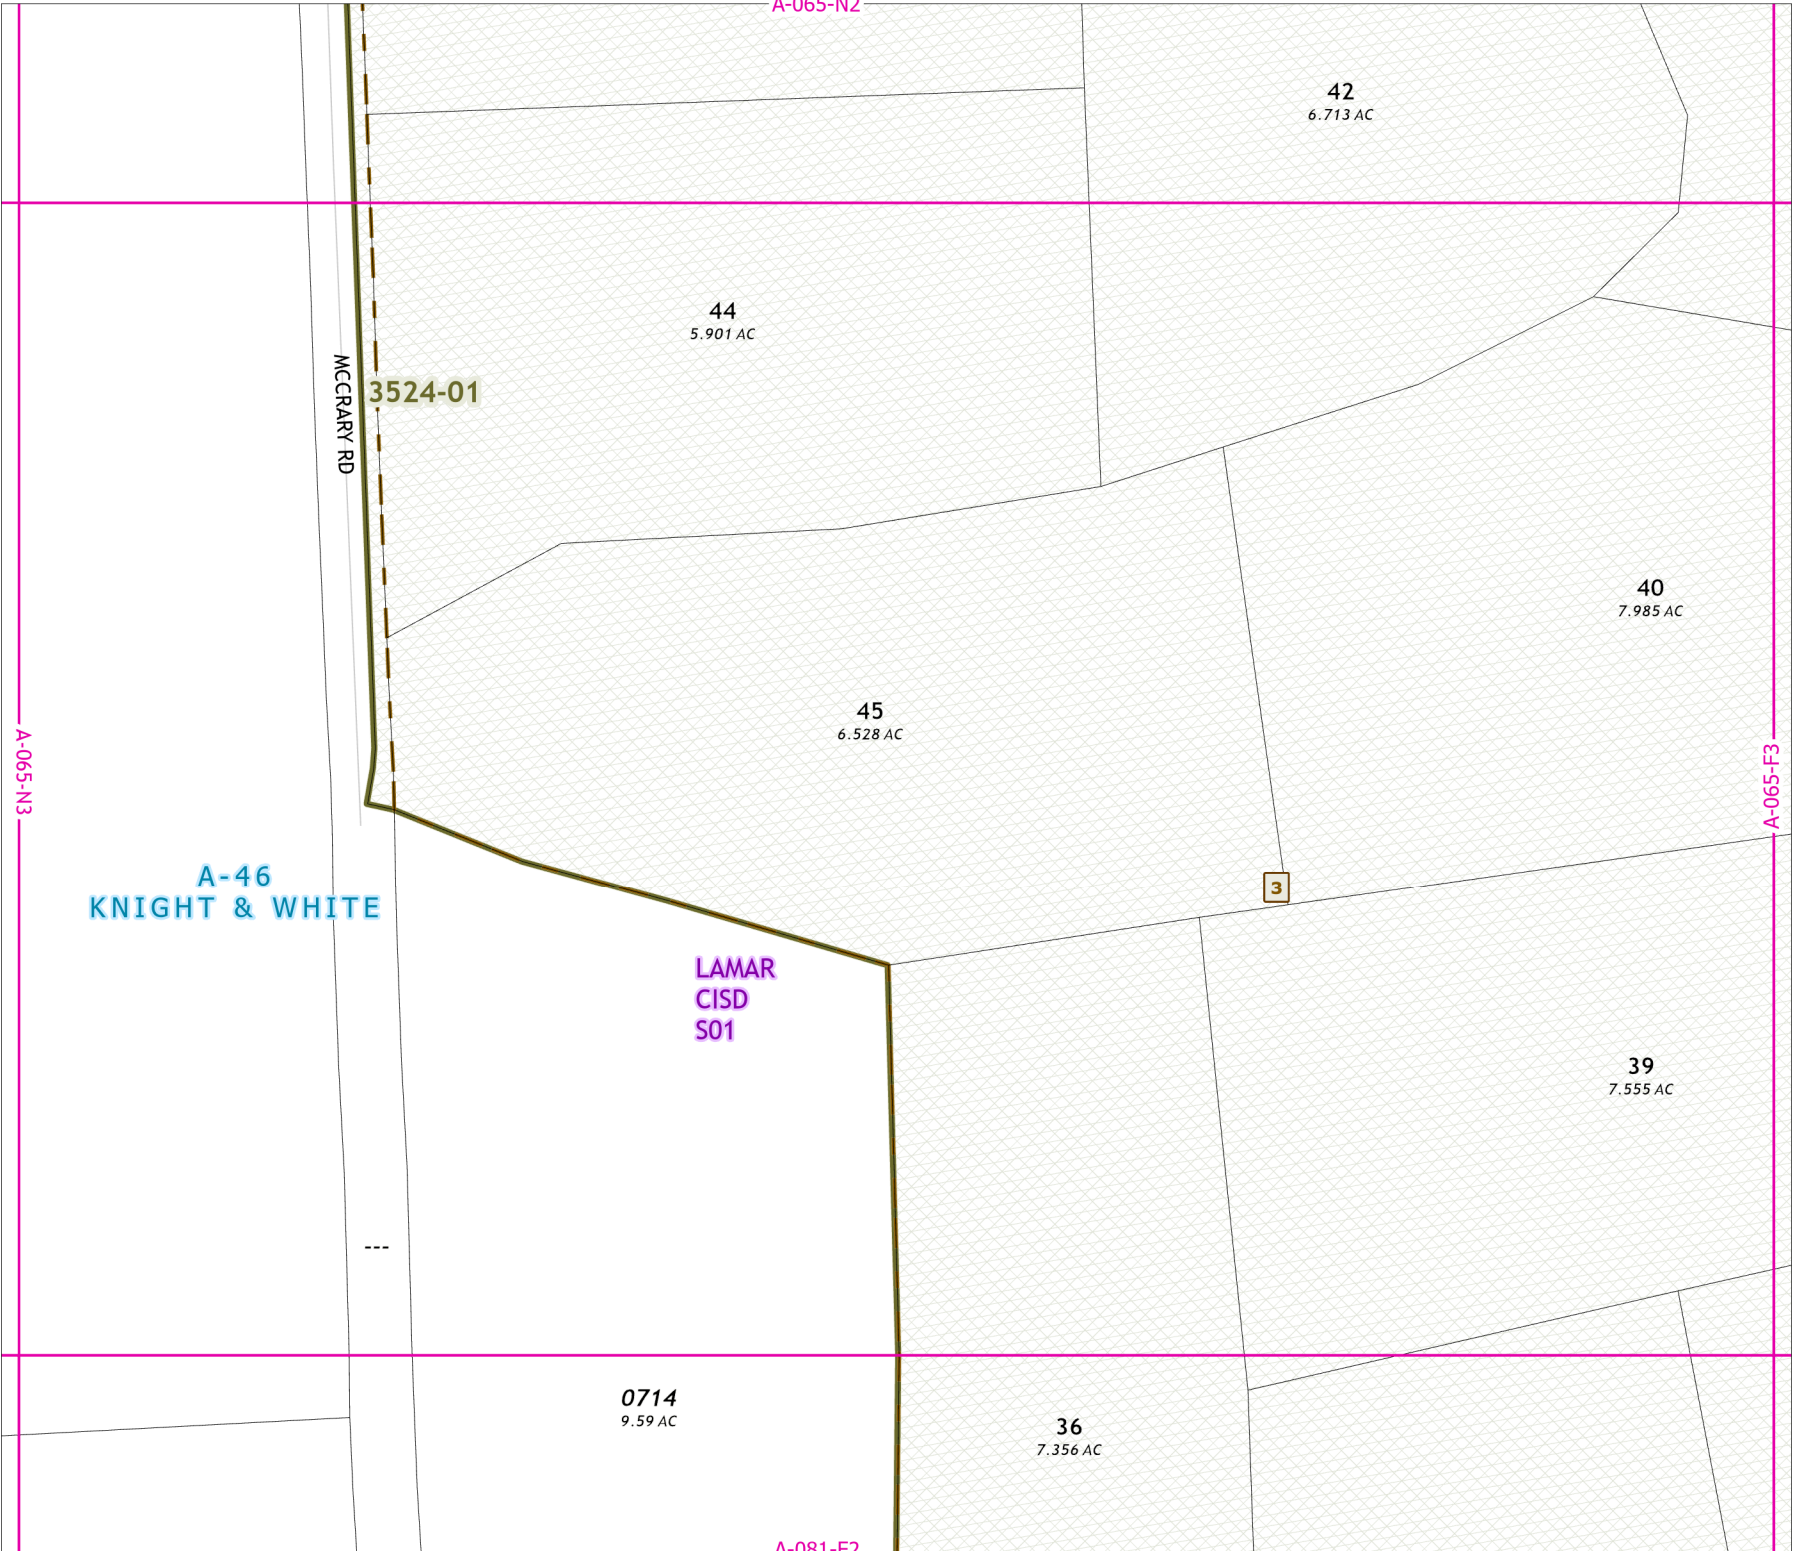 A-065-N2
42
6.713 AC
44
5.901 AC
MCCRARY RD
3524-01
40
7.985 AC
45
6.528 AC
A-065-N3
A-065-F3
A-46
KNIGHT & WHITE
3
LAMAR
CISD
S01
39
7.555 AC
---
0714
9.59 AC
36
7.356 AC